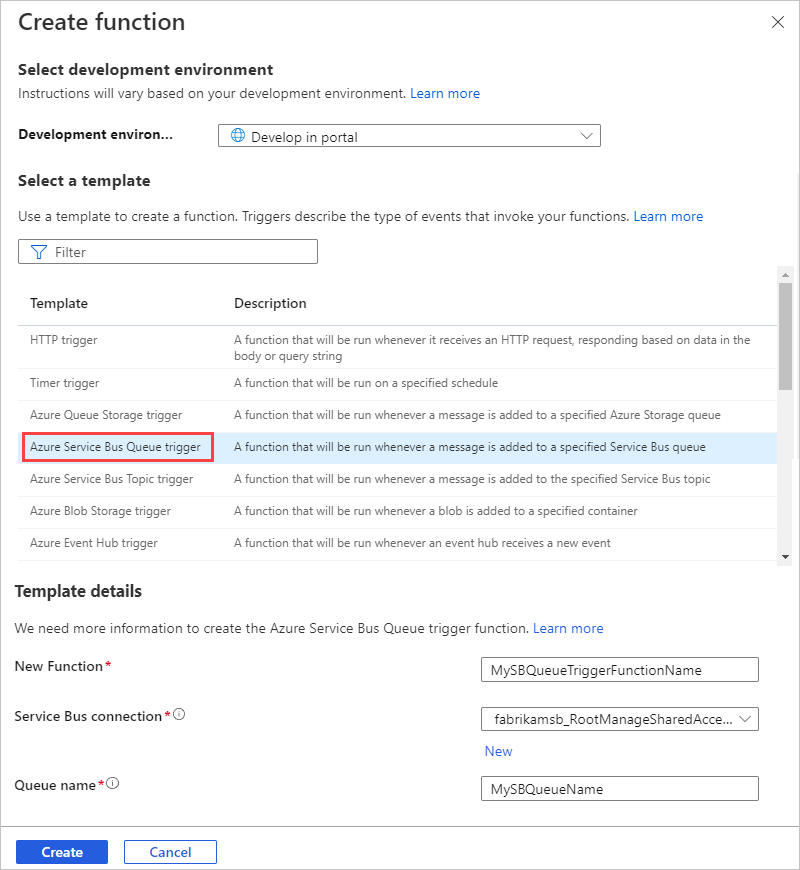 Create function
Select development environment
Instructions will vary based on your development environment. Learn more
Development environ... Develop in portal
Select a template
Use a template to create a function. Triggers describe the type of events that invoke your functions. Learn more
Filter
Template Description
HTTP trigger A function that will be run whenever it receives an HTTP request, responding based on data in the
body or query string
Timer trigger A function that will be run on a specified schedule
Azure Queue Storage trigger A function that will be run whenever a message is added to a specified Azure Storage queue
Azure Service Bus Queue trigger A function that will be run whenever a message is added to a specified Service Bus queue
Azure Service Bus Topic trigger A function that will be run whenever a message is added to the specified Service Bus topic
Azure Blob Storage trigger A function that will be run whenever a blob is added to a specified container
Azure Event Hub trigger A function that will be run whenever an event hub receives a new event
Template details
We need more information to create the Azure Service Bus Queue trigger function. Learn more
New Function* MySBQueueTriggerFunctionName
Service Bus connection* fabrikamsb_RootManageSharedAcce...
New
Queue name* MySBQueueName
Create Cancel